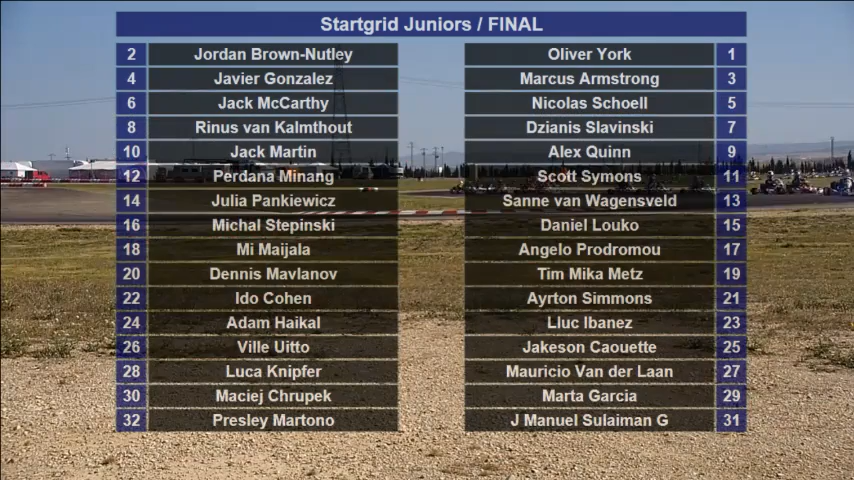 Startgrid Juniors / FINAL
2 Jordan Brown-Nutley Oliver York 1
4 Javier Gonzalez Marcus Armstrong 3
6 Jack McCarthy Nicolas Schoell 5
8 Rinus van Kalmthout Dzianis Slavinski 7
10 Jack Martin Alex Quinn 9
12 Perdana Minang Scott Symons 11
14 Julia Pankiewicz Sanne van Wagensveld 13
16 Michal Stepinski Daniel Louko 15
18 Mi Maijala Angelo Prodromou 17
20 Dennis Mavlanov Tim Mika Metz 19
22 Ido Cohen Ayrton Simmons 21
24 Adam Haikal Lluc Ibanez 23
26 Ville Uitto Jakeson Caouette 25
28 Luca Knipfer Mauricio Van der Laan 27
30 Maciej Chrupek Marta Garcia 29
32 Presley Martono J Manuel Sulaiman G 31